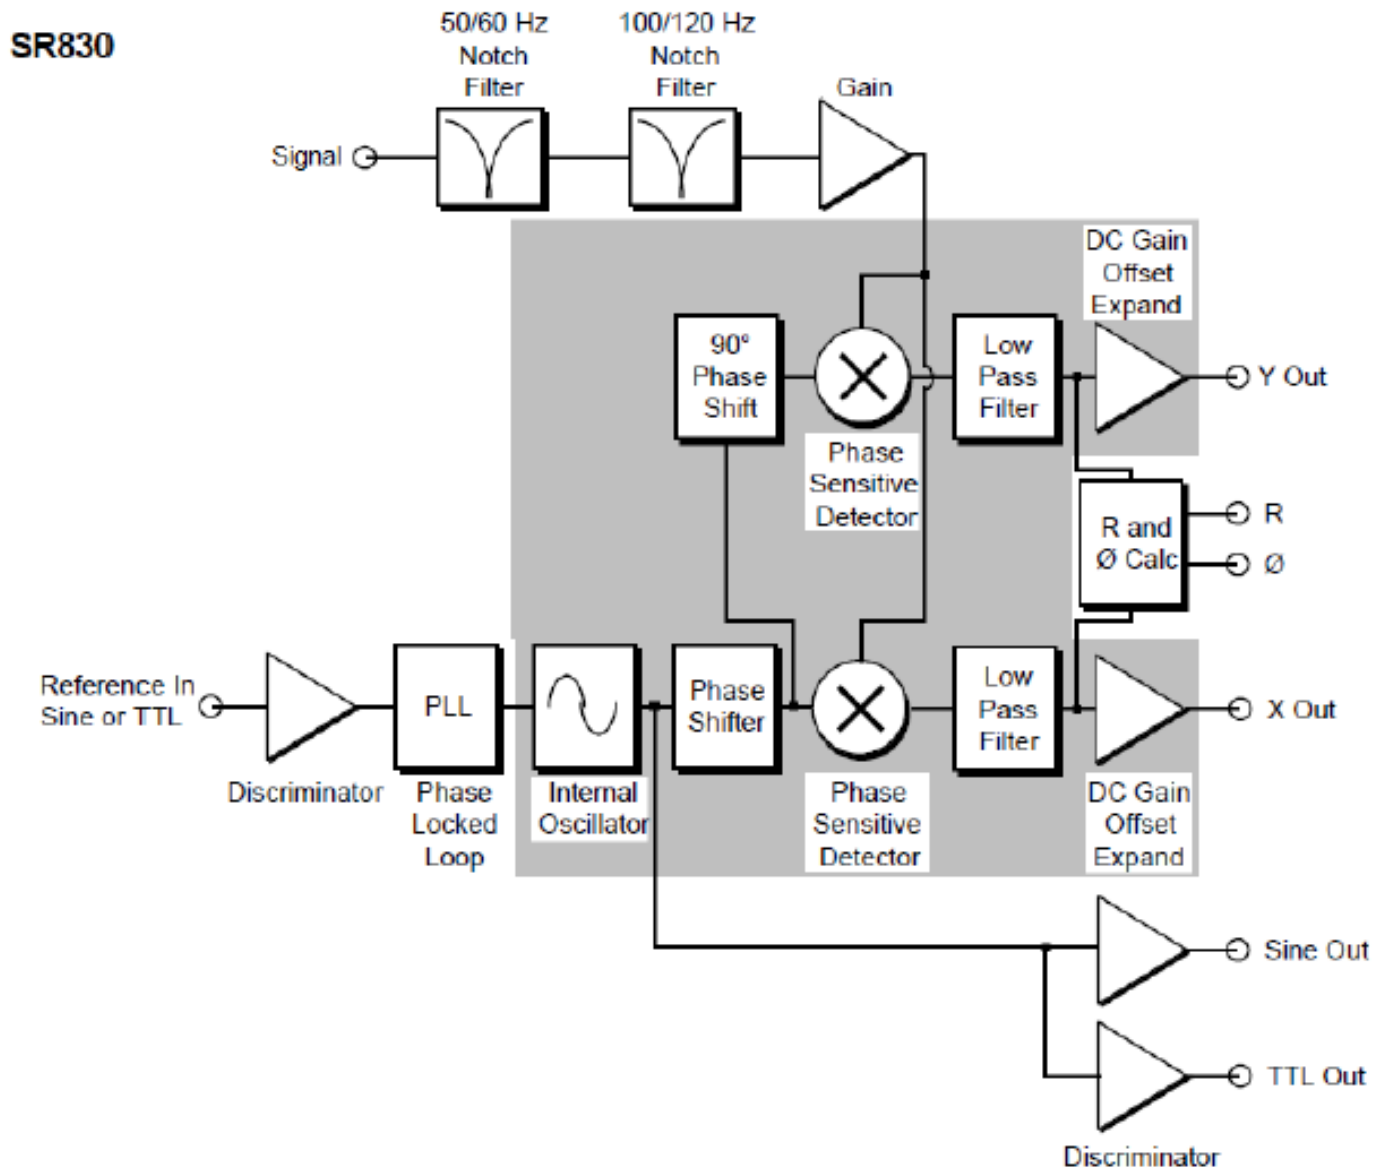 SR830
50/60 Hz
Notch
Filter
100/120 Hz
Notch
Filter
Gain
Signal
DC Gain
Offset
Expand
90°
Phase
Shift
Low
Pass
Filter
Y Out
Phase
Sensitive
Detector
R and
Ø Calc
R
Ø
Reference In
Sine or TTL
PLL
Phase
Shifter
Low
Pass
Filter
X Out
Discriminator
Phase
Locked
Loop
Internal
Oscillator
Phase
Sensitive
Detector
DC Gain
Offset
Expand
Sine Out
TTL Out
Discriminator